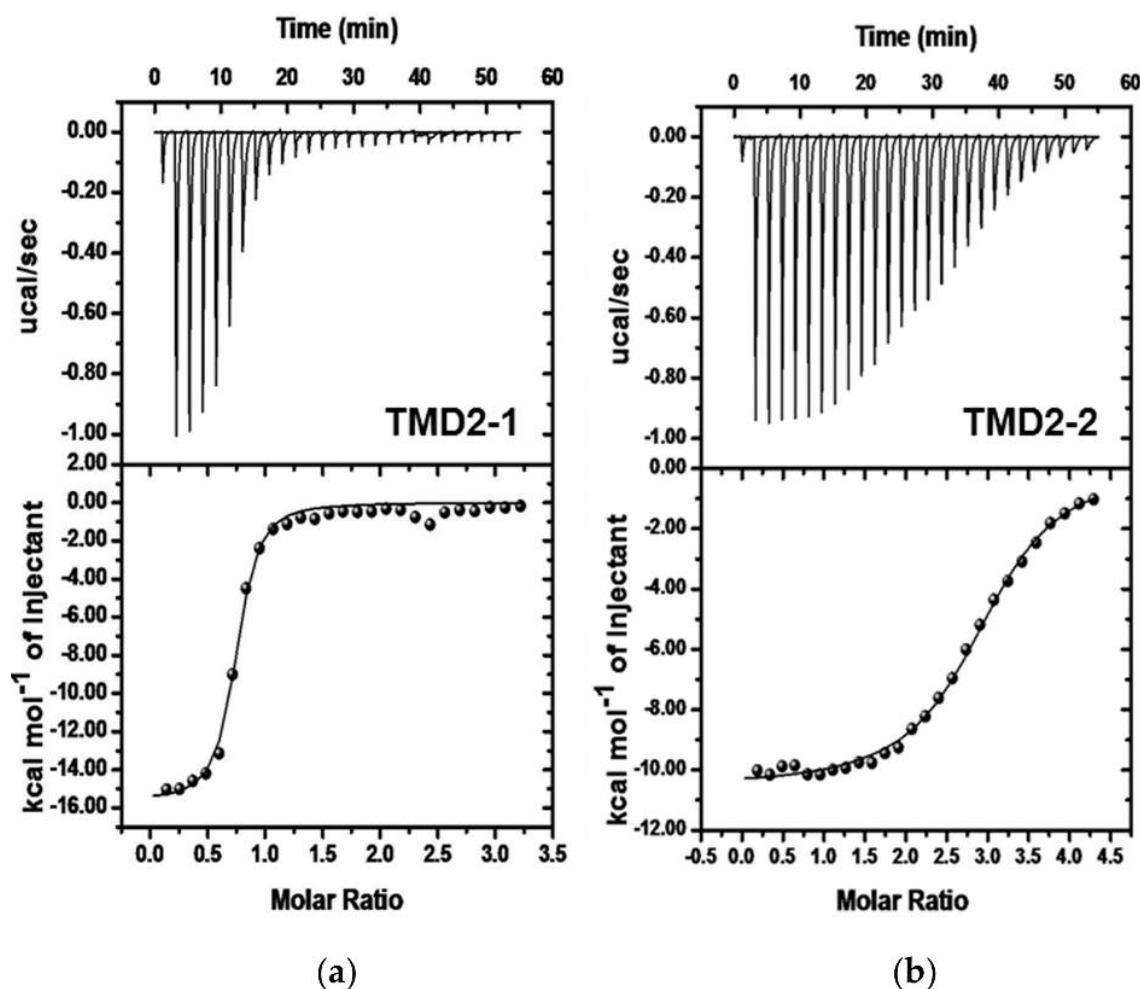 Time (min)
0 10 20 30 40 50 60
0.00
-0.20
-0.40
-0.60
-0.80
-1.00
ucal/sec
TMD2-1
2.00
0.00
-2.00
-4.00
-6.00
-8.00
-10.00
-12.00
-14.00
-16.00
kcal mol⁻¹ of Injectant
0.0 0.5 1.0 1.5 2.0 2.5 3.0 3.5
Molar Ratio
(a)
Time (min)
0 10 20 30 40 50 60
0.00
-0.20
-0.40
-0.60
-0.80
-1.00
ucal/sec
TMD2-2
0.00
-2.00
-4.00
-6.00
-8.00
-10.00
-12.00
kcal mol⁻¹ of Injectant
-0.5 0.0 0.5 1.0 1.5 2.0 2.5 3.0 3.5 4.0 4.5
Molar Ratio
(b)